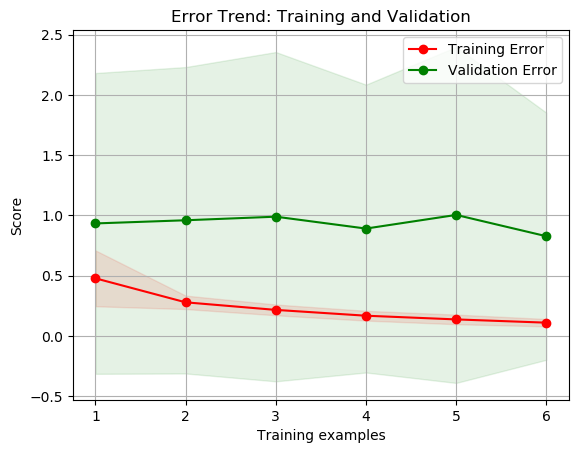 Error Trend: Training and Validation
Training Error
Validation Error
2.5
2.0
1.5
1.0
0.5
0.0
−0.5
Score
1 2 3 4 5 6
Training examples